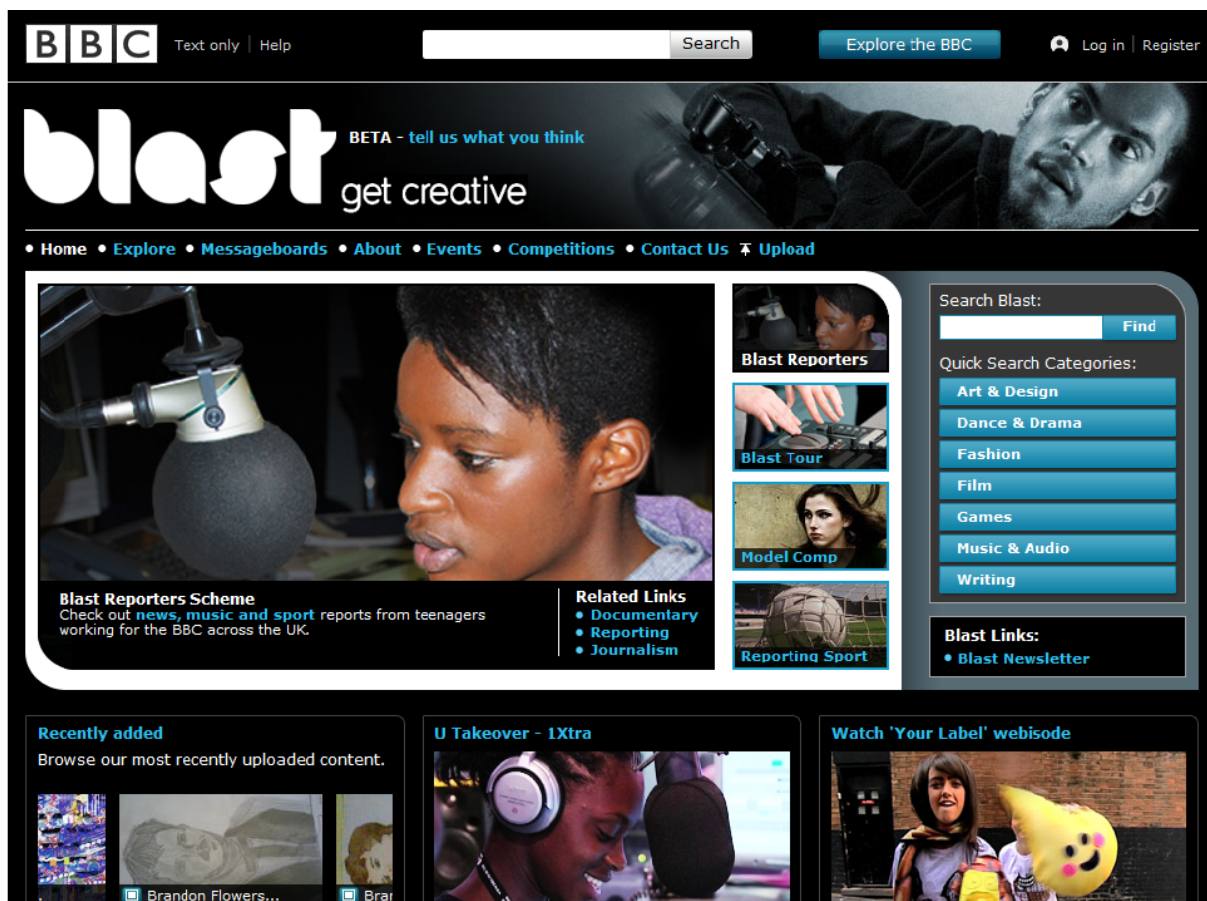 BBC Text only Help Search Explore the BBC Log in Register
blast
BETA - tell us what you think
get creative
Home Explore Messageboards About Events Competitions Contact Us Upload
Blast Reporters
Blast Tour
Model Comp
Reporting Sport
Blast Reporters Scheme
Check out news, music and sport reports from teenagers
working for the BBC across the UK.
Related Links
Documentary
Reporting
Journalism
Search Blast:
Find
Quick Search Categories:
Art & Design
Dance & Drama
Fashion
Film
Games
Music & Audio
Writing
Blast Links:
Blast Newsletter
Recently added
Browse our most recently uploaded content.
Brandon Flowers...
Bran
U Takeover - 1Xtra
Watch 'Your Label' webisode